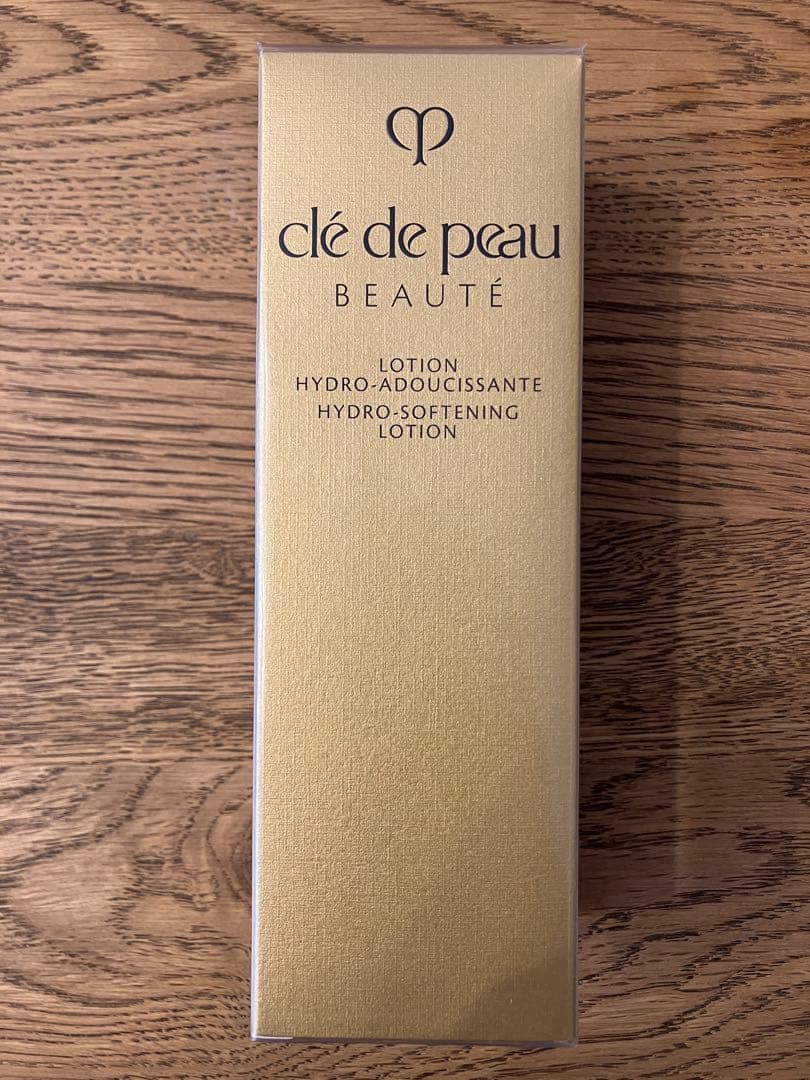 clé de peau
BEAUTÉ
LOTION
HYDRO-ADOUCISSANTE
HYDRO-SOFTENING
LOTION